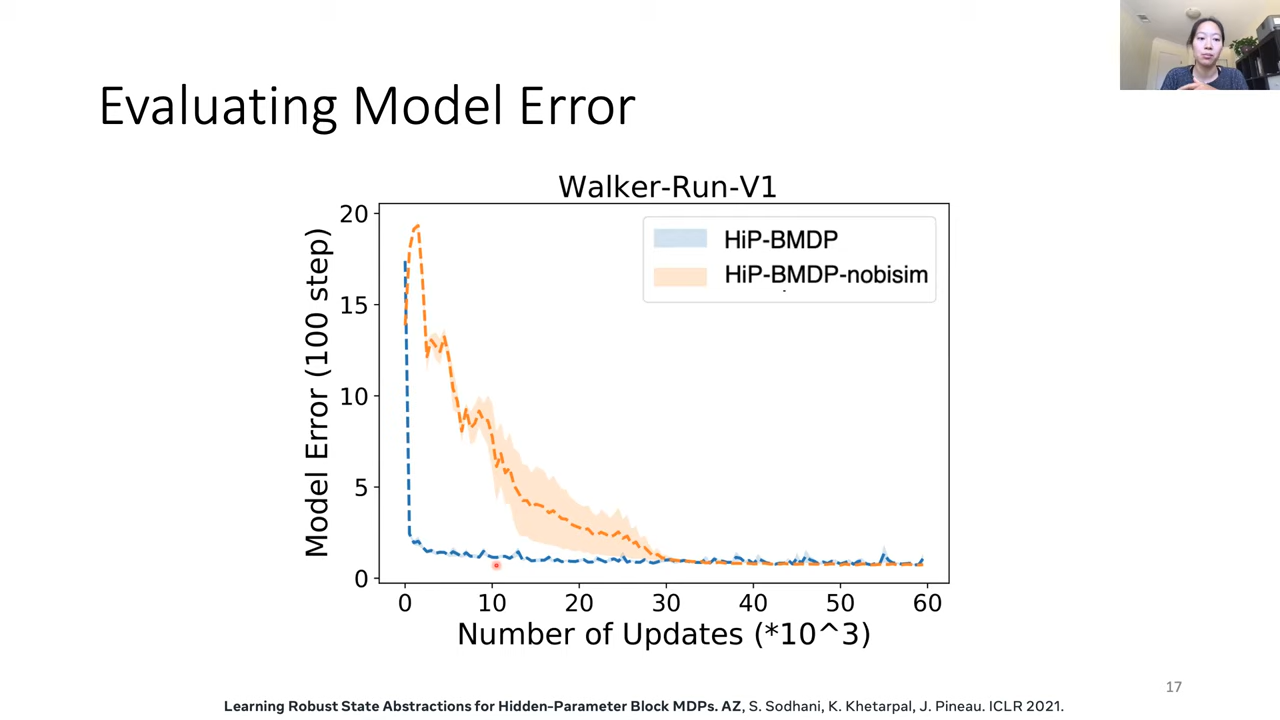 Evaluating Model Error
Walker-Run-V1
HiP-BMDP
HiP-BMDP-nobisim
Model Error (100 step)
20
15
10
5
0
0 10 20 30 40 50 60
Number of Updates (*10^3)
17
Learning Robust State Abstractions for Hidden-Parameter Block MDPs. AZ, S. Sodhani, K. Khetarpal, J. Pineau. ICLR 2021.